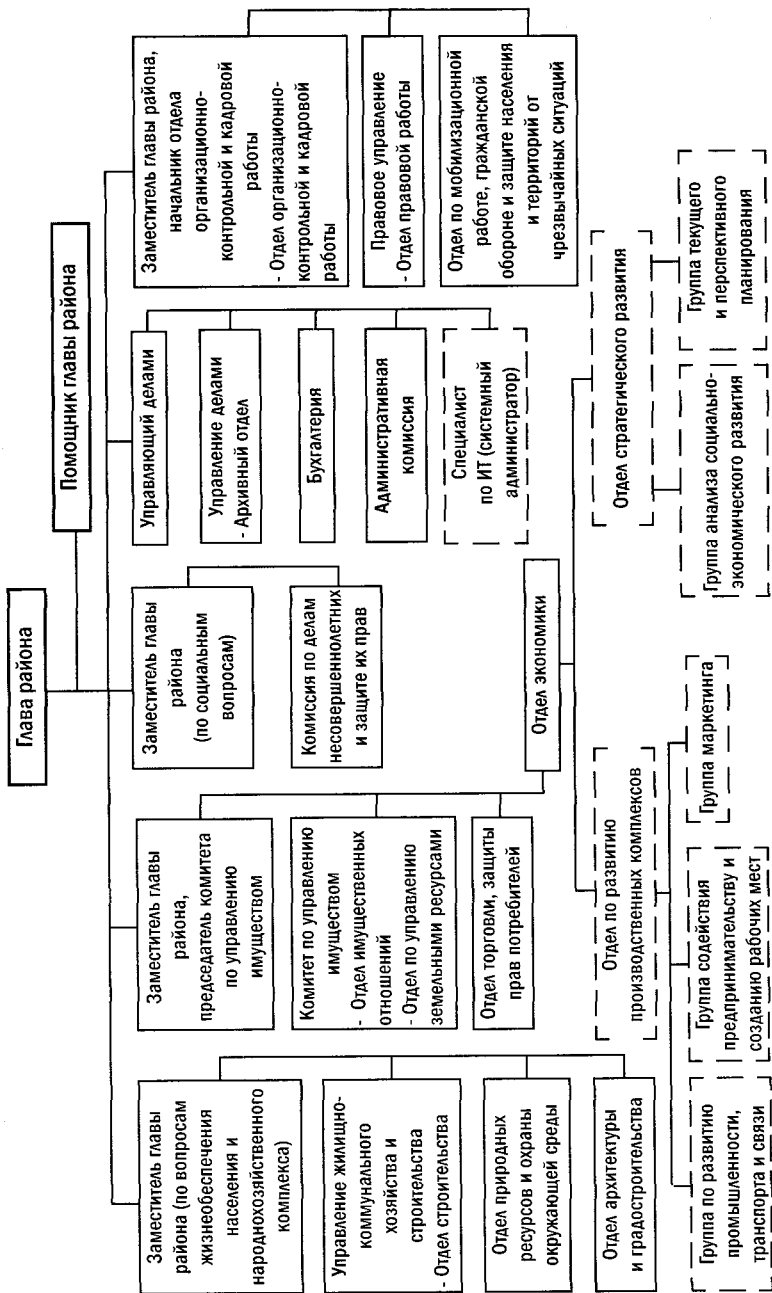 Глава района
Помощник главы района
Заместитель главы
района (по вопросам
жизнеобеспечения
населения и
народнохозяйственного
комплекса)
Управление жилищно-
коммунального
хозяйства и
строительства
- Отдел строительства
Отдел природных
ресурсов и охраны
окружающей среды
Отдел архитектуры
и градостроительства
Заместитель главы
района,
председатель комитета
по управлению
имуществом
Комитет по управлению
имуществом
- Отдел имущественных
отношений
- Отдел по управлению
земельными ресурсами
Отдел торговли, защиты
прав потребителей
Заместитель главы
района
(по социальным
вопросам)
Комиссия по делам
несовершеннолетних
и защите их прав
Управляющий делами
Управление делами
- Архивный отдел
Бухгалтерия
Административная
комиссия
Специалист
по ИТ (системный
администратор)
Заместитель главы района,
начальник отдела
организационно-
контрольной и кадровой
работы
- Отдел организационно-
контрольной и кадровой
работы
Правовое управление
- Отдел правовой работы
Отдел по мобилизационной
работе, гражданской
обороне и защите населения
и территорий от
чрезвычайных ситуаций
Отдел экономики
Отдел по развитию
производственных комплексов
Отдел стратегического развития
Группа по развитию
промышленности,
транспорта и связи
Группа содействия
предпринимательству и
созданию рабочих мест
Группа маркетинга
Группа анализа социально-
экономического развития
Группа текущего
и перспективного
планирования